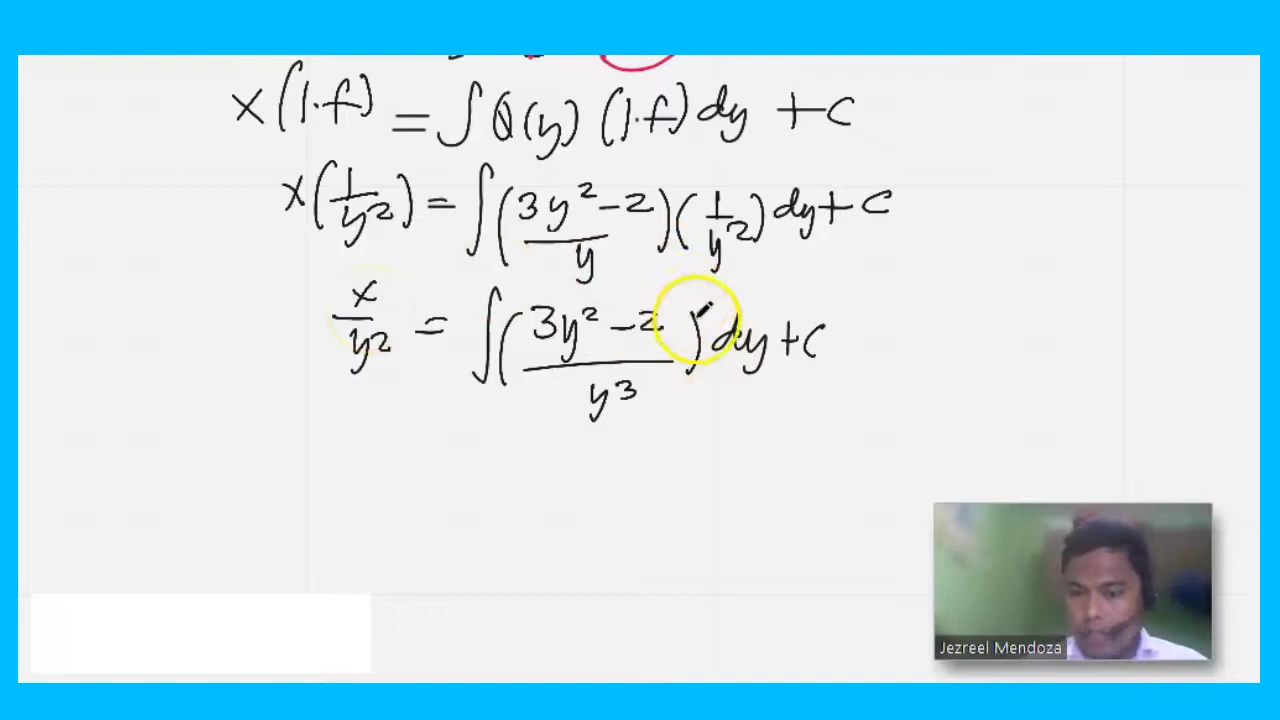 x(I.f) = ∫Q(y)(I.f)dy + c
x(1/y²) = ∫((3y²-2)/y)(1/y²)dy + c
x/y² = ∫((3y²-2)/y³)dy + c
Jezreel Mendoza